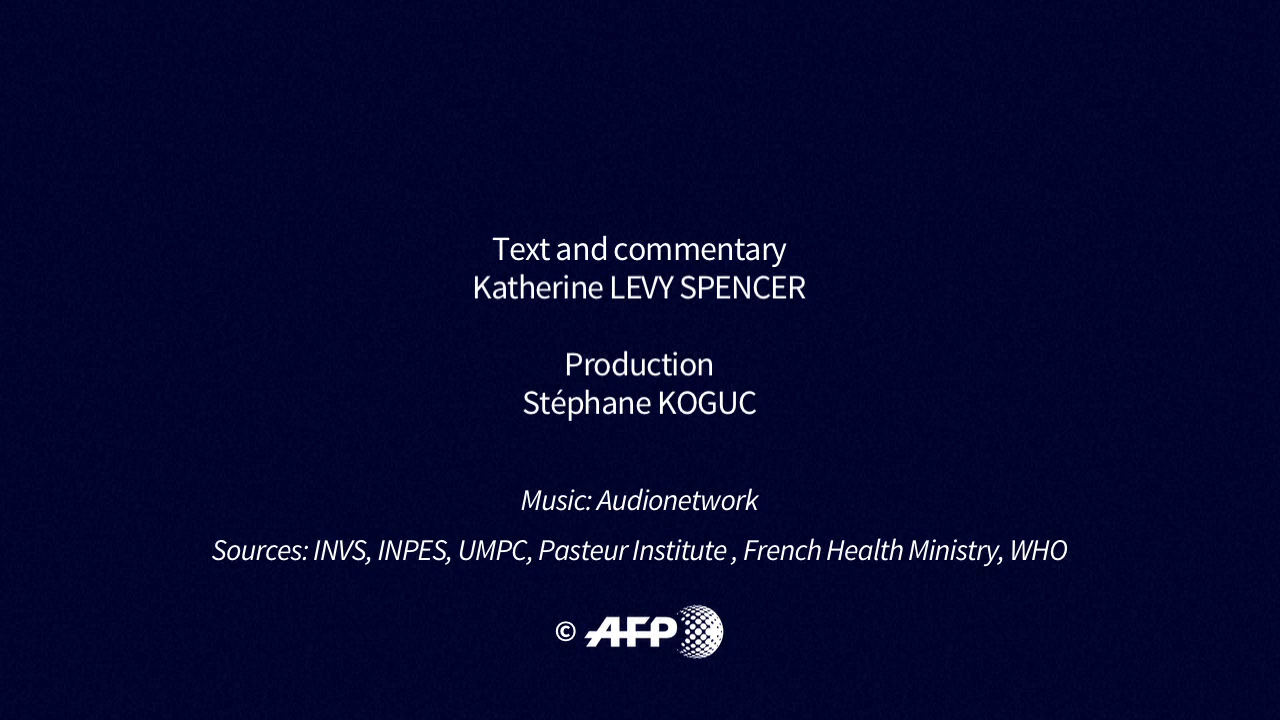 Text and commentary
Katherine LEVY SPENCER
Production
Stéphane KOGUC
Music: Audionetwork
Sources: INVS, INPES, UMPC, Pasteur Institute , French Health Ministry, WHO
© AFP